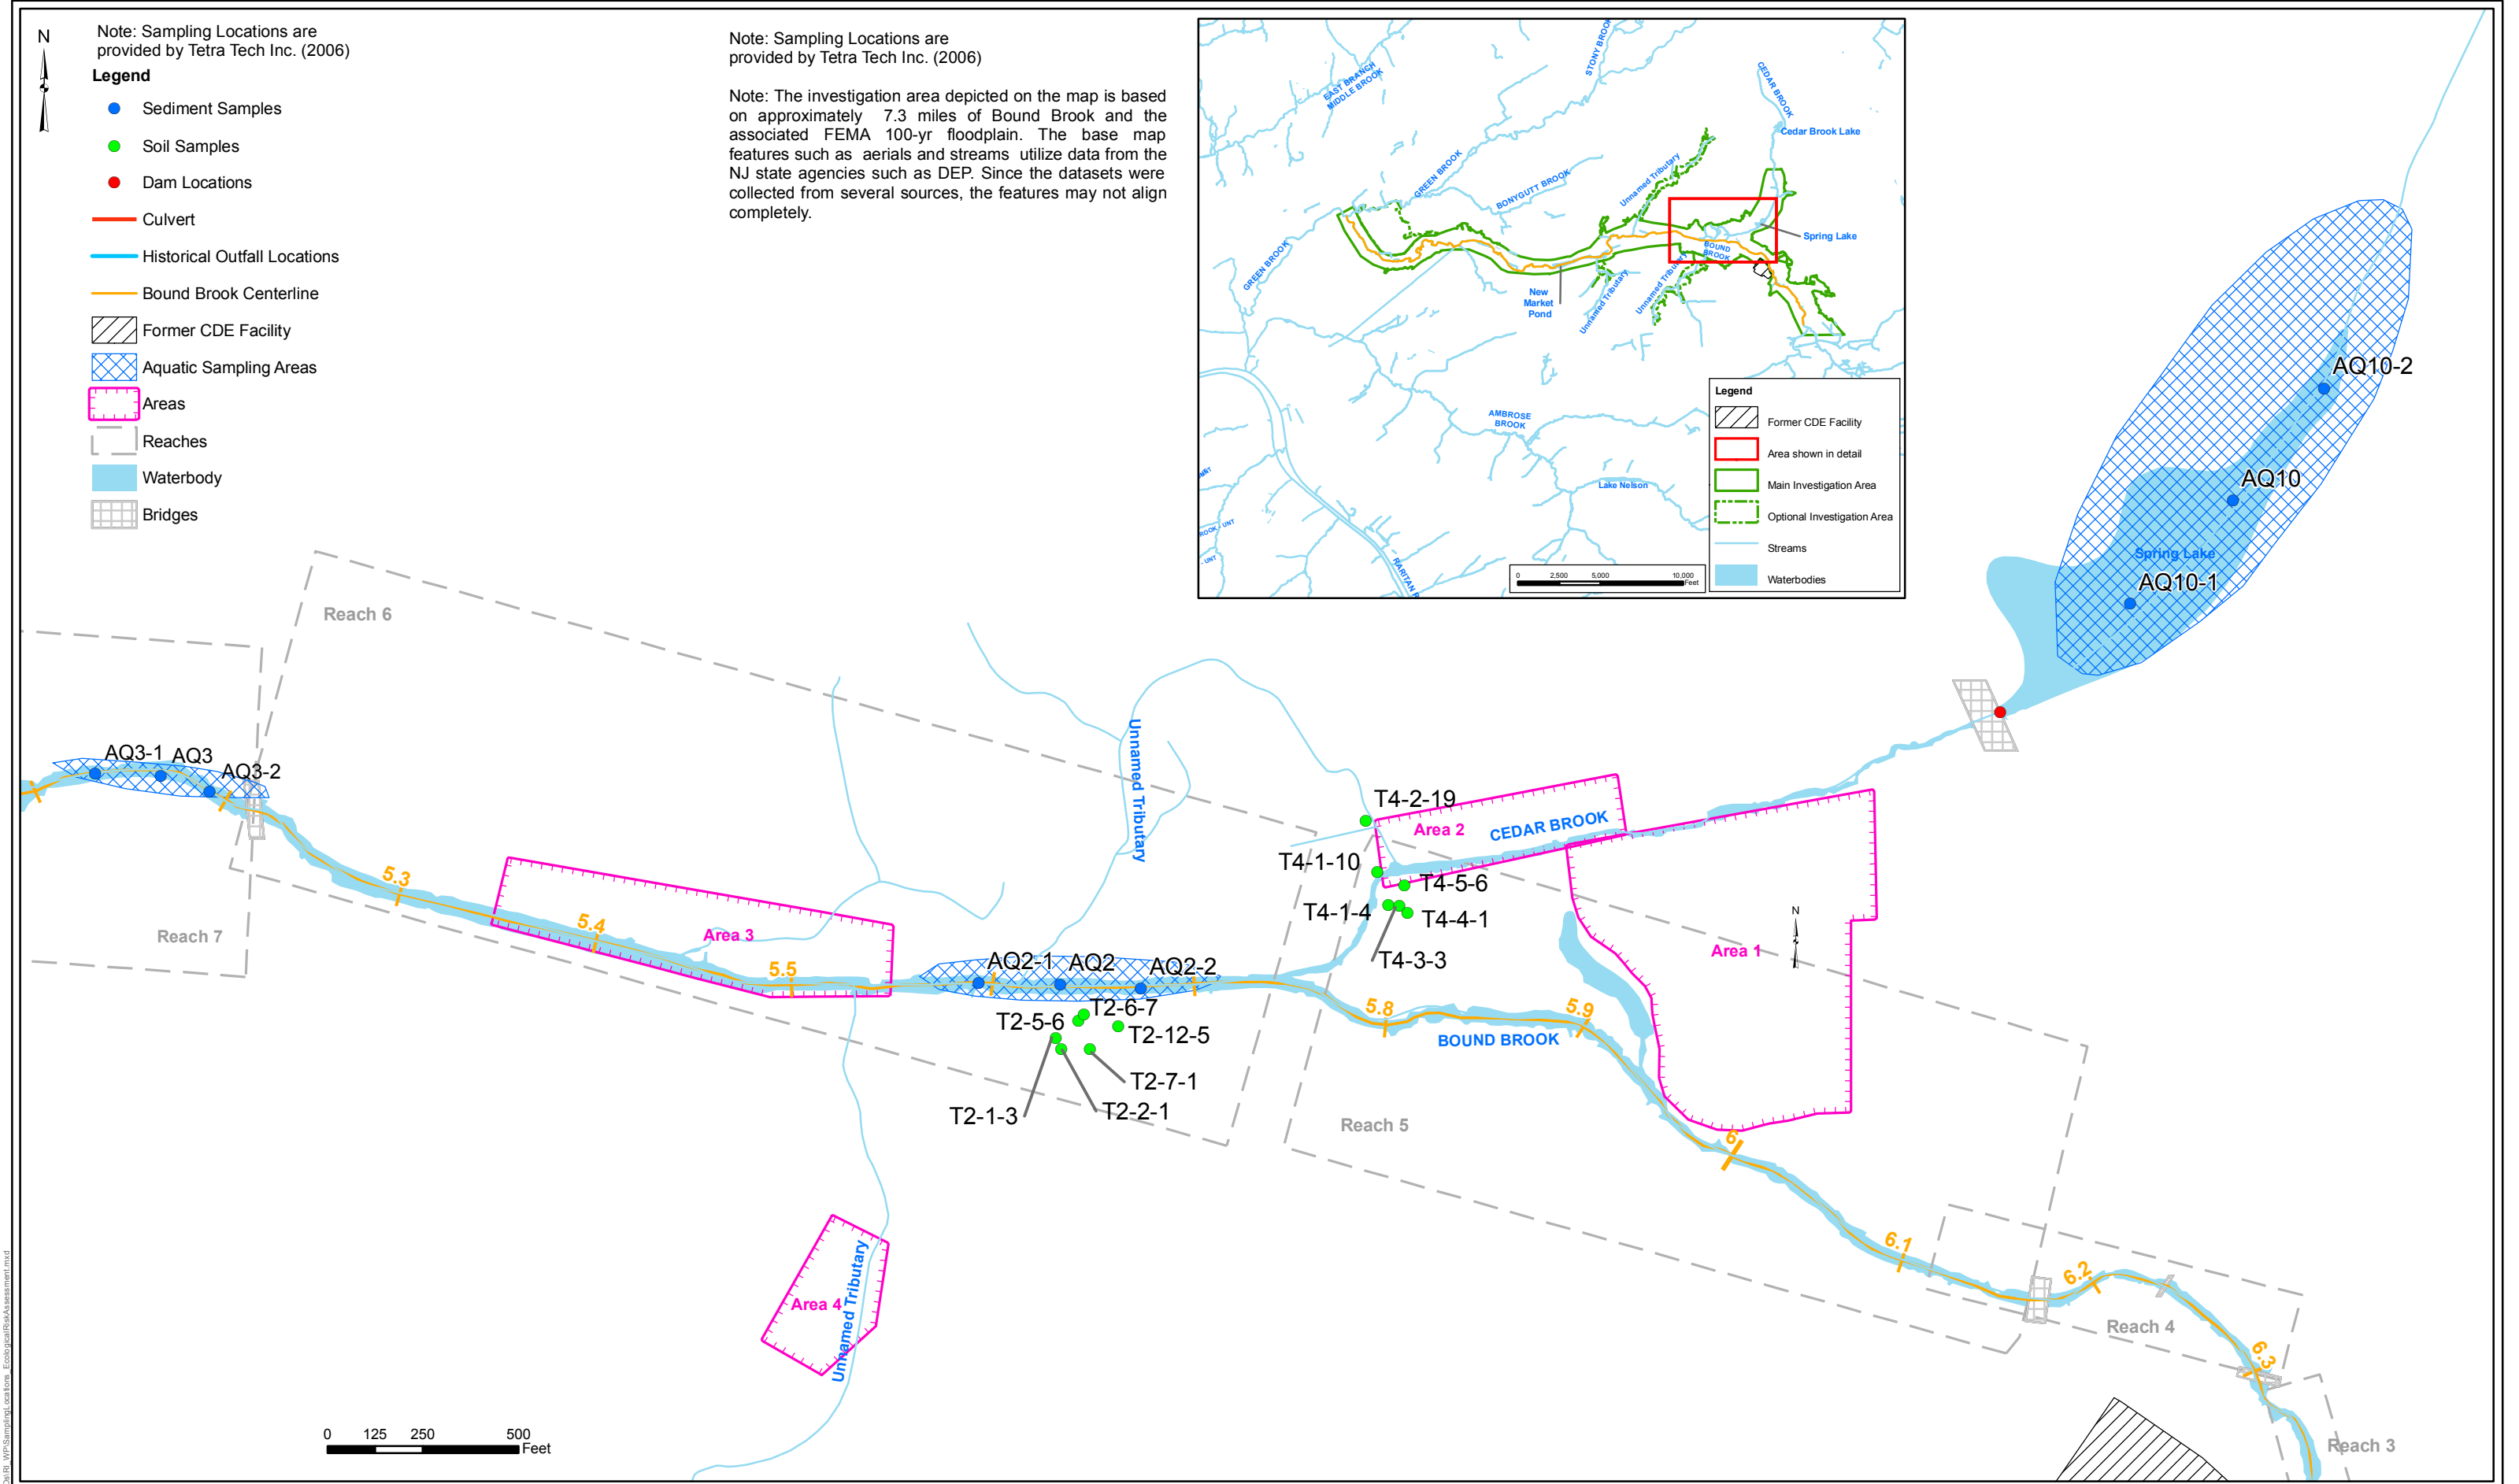 N
Note: Sampling Locations are
provided by Tetra Tech Inc. (2006)
Legend
Sediment Samples
Soil Samples
Dam Locations
Culvert
Historical Outfall Locations
Bound Brook Centerline
Former CDE Facility
Aquatic Sampling Areas
Areas
Reaches
Waterbody
Bridges
Note: Sampling Locations are
provided by Tetra Tech Inc. (2006)
Note: The investigation area depicted on the map is based
on approximately 7.3 miles of Bound Brook and the
associated FEMA 100-yr floodplain. The base map
features such as aerials and streams utilize data from the
NJ state agencies such as DEP. Since the datasets were
collected from several sources, the features may not align
completely.
EAST BRANCH
MIDDLE BROOK
STONY BROOK
CEDAR BROOK
Cedar Brook Lake
GREEN BROOK
BONYGUTT BROOK
Unnamed Tributary
Spring Lake
BOUND
BROOK
GREEN BROOK
New
Market
Pond
Unnamed Tributary
Unnamed Tributary
AMBROSE
BROOK
Lake Nelson
ROOK - UNT
- UNT
RARITAN R
0 2,500 5,000 10,000
Feet
Legend
Former CDE Facility
Area shown in detail
Main Investigation Area
Optional Investigation Area
Streams
Waterbodies
AQ10-2
AQ10
Spring Lake
AQ10-1
Reach 6
AQ3-1
AQ3
AQ3-2
Unnamed Tributary
T4-2-19
Area 2
CEDAR BROOK
T4-1-10
T4-5-6
T4-1-4
T4-4-1
T4-3-3
5.3
5.4
Reach 7
Area 3
5.5
AQ2-1
AQ2
AQ2-2
N
Area 1
T2-6-7
T2-5-6
T2-12-5
T2-7-1
T2-2-1
T2-1-3
5.8
5.9
BOUND BROOK
Reach 5
6
6.1
6.2
Reach 4
6.3
Reach 3
Area 4
Unnamed Tributary
0 125 250 500
Feet